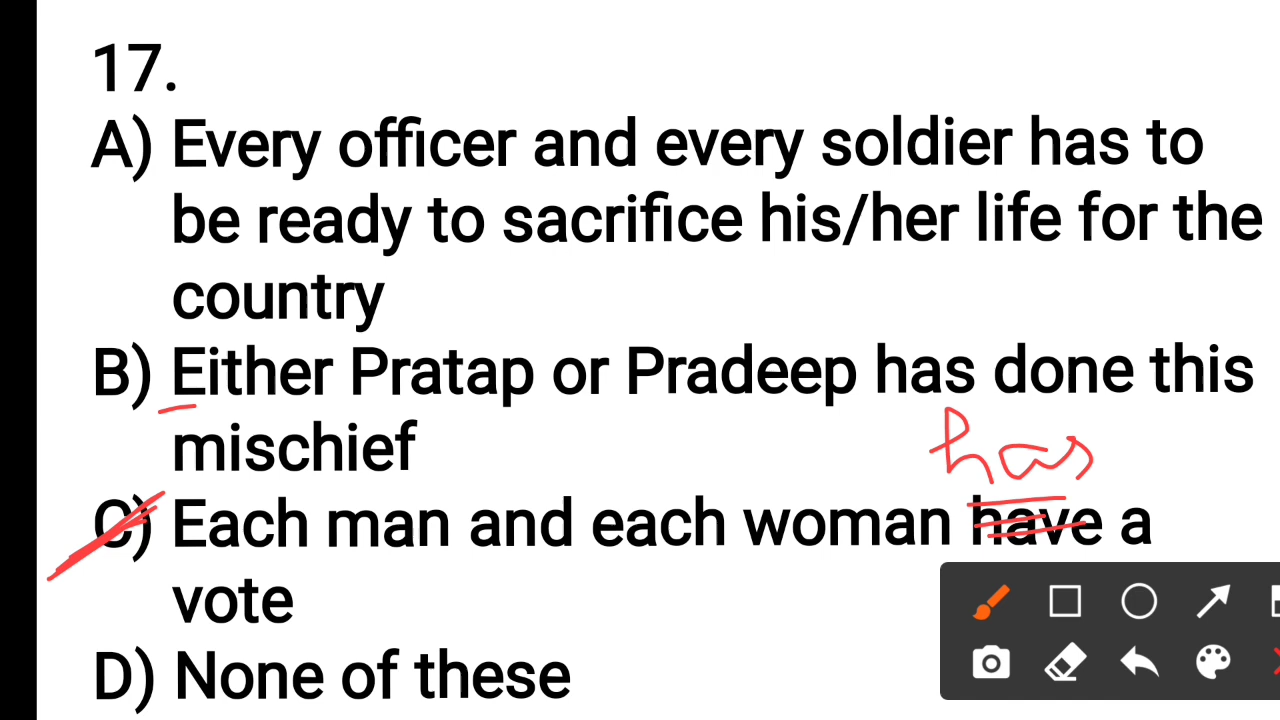 17.
A) Every officer and every soldier has to
be ready to sacrifice his/her life for the
country
B) Either Pratap or Pradeep has done this
mischief
has
C) Each man and each woman have a
vote
D) None of these